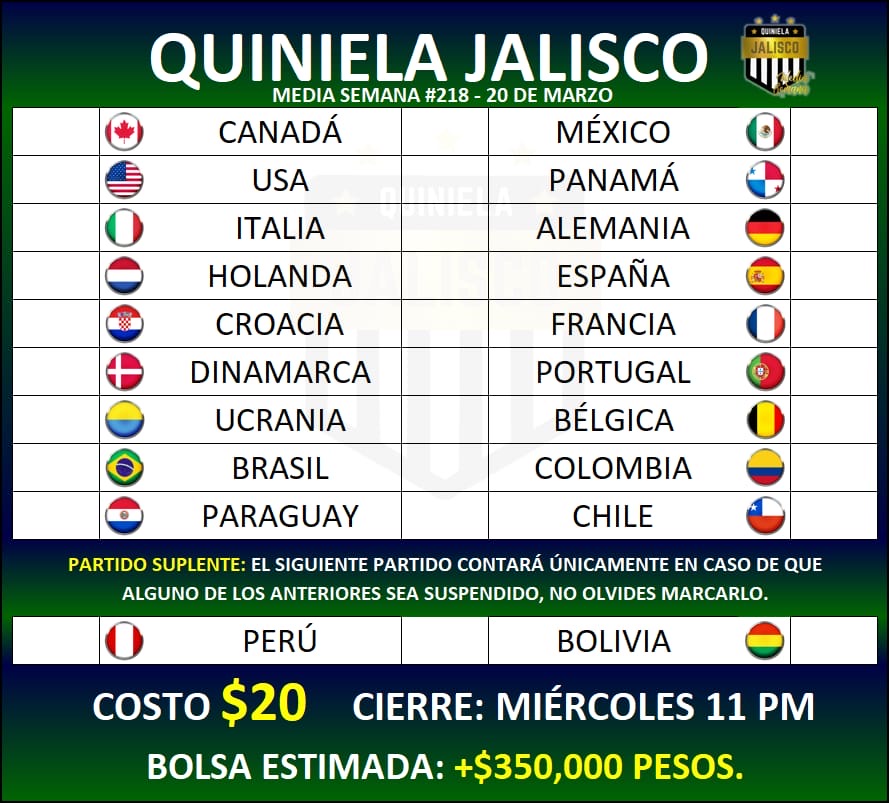 QUINIELA JALISCO
QUINIELA
JALISCO
MEDIA SEMANA #218 - 20 DE MARZO
CANADÁ MÉXICO
USA PANAMÁ
QUINIELA
ITALIA ALEMANIA
HOLANDA ESPAÑA
JALISCO
CROACIA FRANCIA
DINAMARCA PORTUGAL
UCRANIA BÉLGICA
BRASIL COLOMBIA
PARAGUAY CHILE
PARTIDO SUPLENTE: EL SIGUIENTE PARTIDO CONTARÁ ÚNICAMENTE EN CASO DE QUE
ALGUNO DE LOS ANTERIORES SEA SUSPENDIDO, NO OLVIDES MARCARLO.
PERÚ BOLIVIA
COSTO $20 CIERRE: MIÉRCOLES 11 PM
BOLSA ESTIMADA: +$350,000 PESOS.